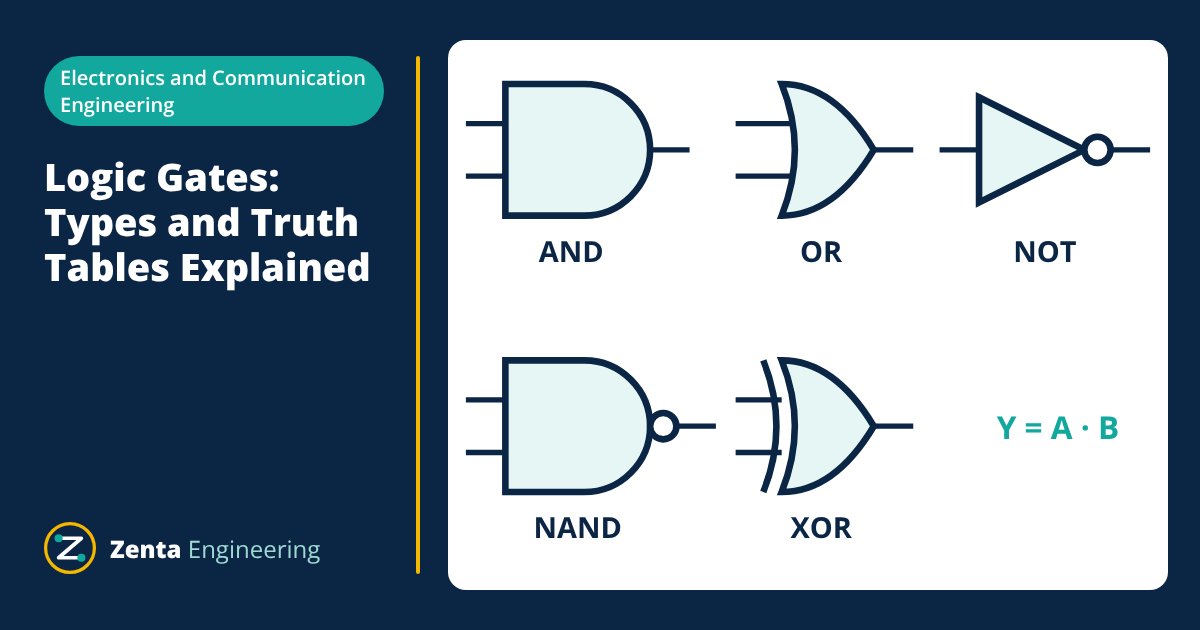 Electronics and Communication
Engineering
Logic Gates:
Types and Truth
Tables Explained
Z Zenta Engineering
AND
OR
NOT
NAND
XOR
Y = A · B